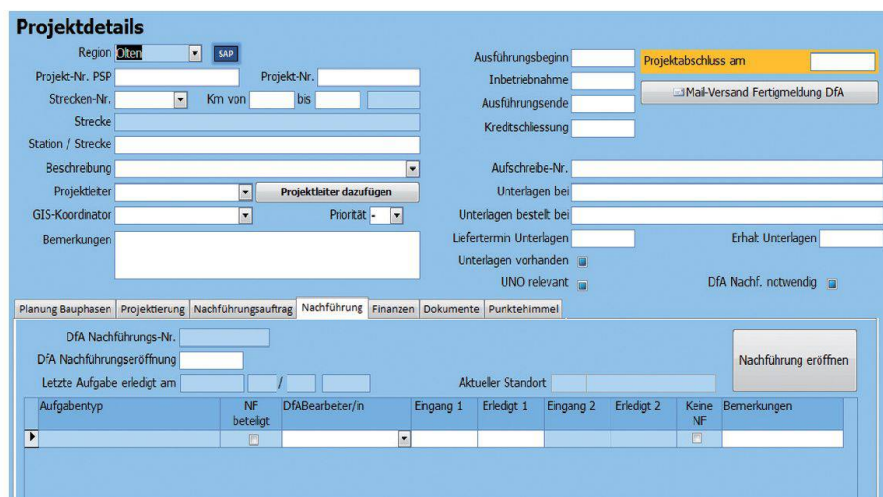 Projektdetails
Region Olten SAP
Projekt-Nr. PSP Projekt-Nr.
Strecken-Nr. Km von bis
Strecke
Station / Strecke
Beschreibung
Projektleiter Projektleiter dazufügen
GIS-Koordinator Priorität -
Bemerkungen
Ausführungsbeginn Projektabschluss am
Inbetriebnahme Mail-Versand Fertigmeldung DfA
Ausführungsende
Kreditschliessung
Aufschreibe-Nr.
Unterlagen bei
Unterlagen bestellt bei
Liefertermin Unterlagen Erhalt Unterlagen
Unterlagen vorhanden
UNO relevant DfA Nachf. notwendig
Planung Bauphasen Projektierung Nachführungsauftrag Nachführung Finanzen Dokumente Punktehimmel
DfA Nachführungs-Nr.
DfA Nachführungseröffnung Nachführung eröffnen
Letzte Aufgabe erledigt am / Aktueller Standort
Aufgabentyp NF beteiligt DfABearbeiter/in Eingang 1 Erledigt 1 Eingang 2 Erledigt 2 Keine NF Bemerkungen